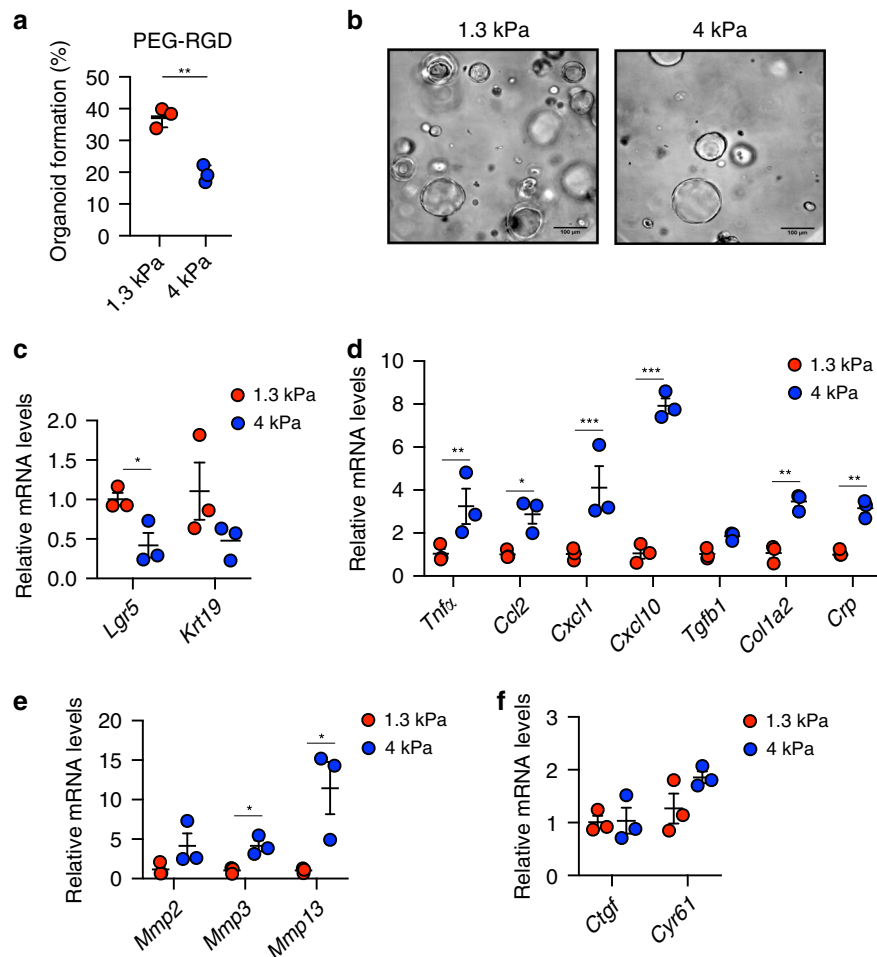 a
PEG-RGD
**
Organoid formation (%)
50
40
30
20
10
0
1.3 kPa
4 kPa
b
1.3 kPa
4 kPa
100 µm
100 µm
c
1.3 kPa
4 kPa
Relative mRNA levels
2.0
1.5
1.0
0.5
0.0
*
Lgr5
Krt19
d
1.3 kPa
4 kPa
Relative mRNA levels
10
8
6
4
2
0
**
*
***
***
**
**
Tnfα
Ccl2
Cxcl1
Cxcl10
Tgfb1
Col1a2
Crp
e
1.3 kPa
4 kPa
Relative mRNA levels
20
15
10
5
0
*
*
Mmp2
Mmp3
Mmp13
f
1.3 kPa
4 kPa
Relative mRNA levels
3
2
1
0
Ctgf
Cyr61